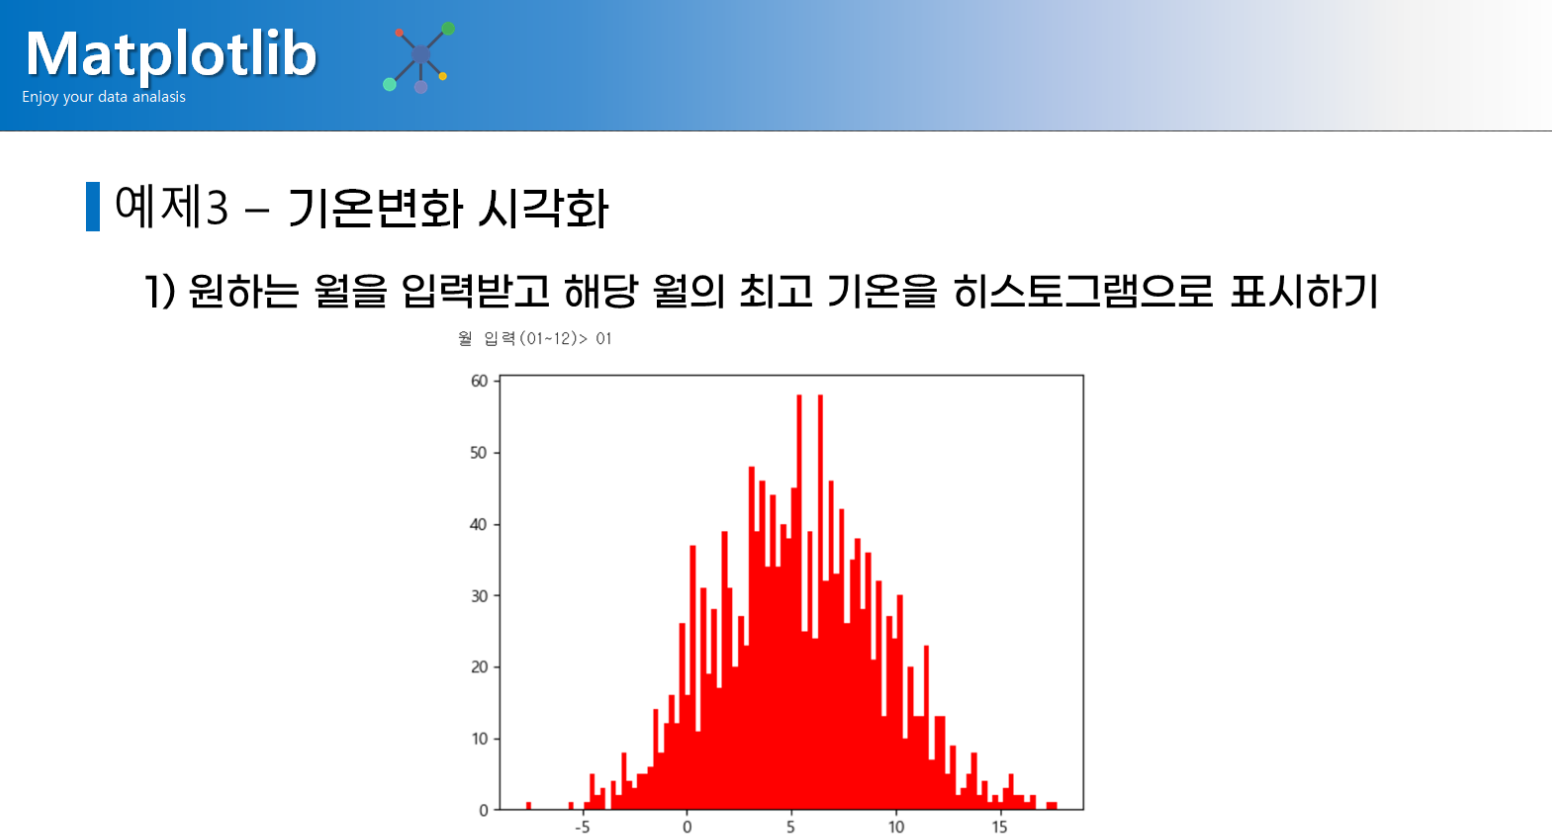 Matplotlib
Enjoy your data analasis
예제3 – 기온변화 시각화
1) 원하는 월을 입력받고 해당 월의 최고 기온을 히스토그램으로 표시하기
월 입력(01~12)> 01
60
50
40
30
20
10
0
-5 0 5 10 15